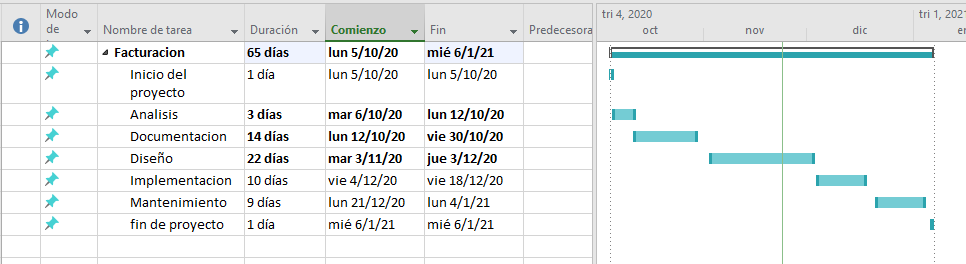 Modo de
Nombre de tarea
Duración
Comienzo
Fin
Predecesora
tri 4, 2020
tri 1, 2021
oct
nov
dic
Facturacion 65 días lun 5/10/20 mié 6/1/21
Inicio del proyecto 1 día lun 5/10/20 lun 5/10/20
Analisis 3 días mar 6/10/20 lun 12/10/20
Documentacion 14 días lun 12/10/20 vie 30/10/20
Diseño 22 días mar 3/11/20 jue 3/12/20
Implementacion 10 días vie 4/12/20 vie 18/12/20
Mantenimiento 9 días lun 21/12/20 lun 4/1/21
fin de proyecto 1 día mié 6/1/21 mié 6/1/21